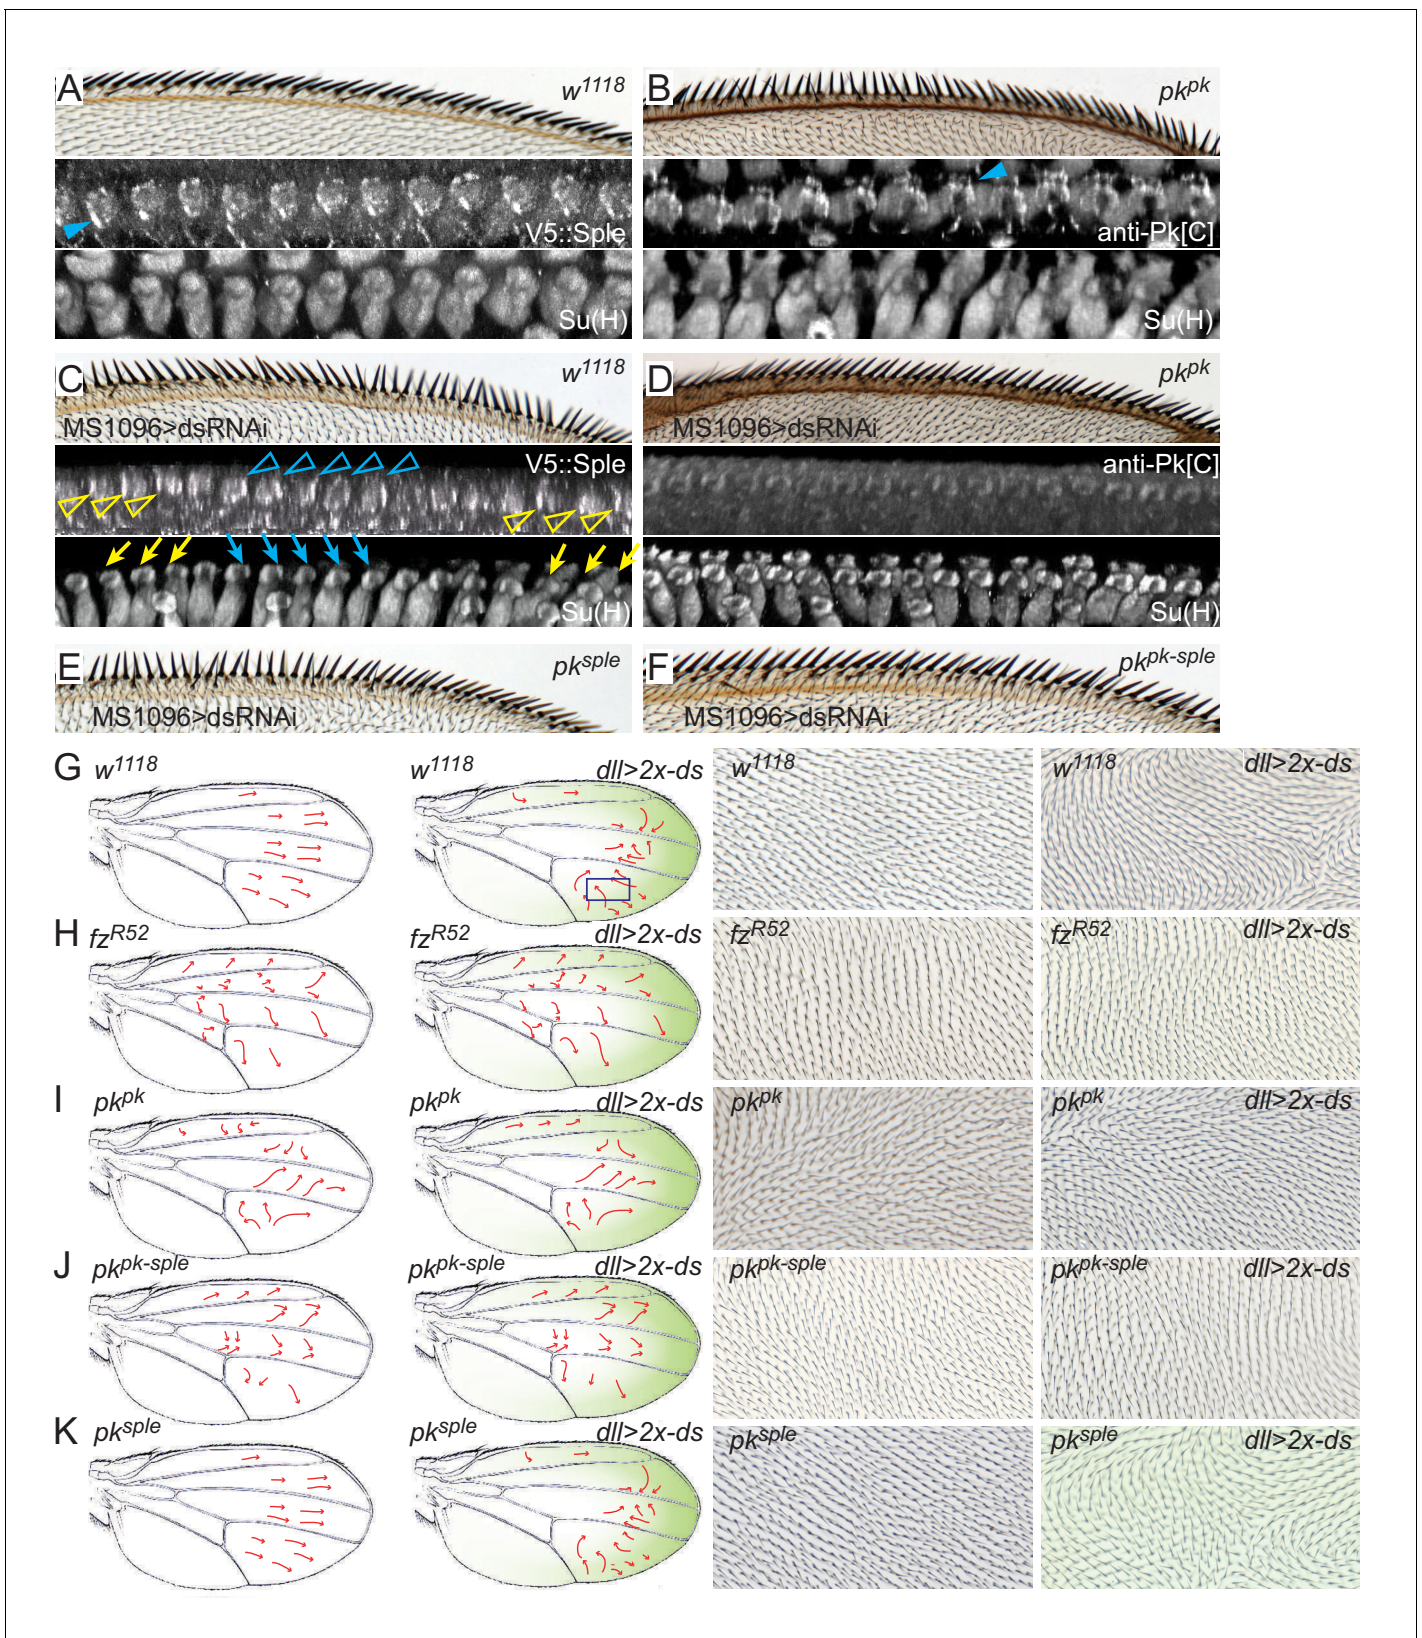 A w1118
B pkpk
V5::Sple
anti-Pk[C]
Su(H)
Su(H)
C w1118
D pkpk
MS1096>dsRNAi
MS1096>dsRNAi
V5::Sple
anti-Pk[C]
Su(H)
Su(H)
E pksple
F pkpk-sple
MS1096>dsRNAi
MS1096>dsRNAi
G w1118
w1118 dll>2x-ds
w1118
w1118 dll>2x-ds
H fzR52
fzR52 dll>2x-ds
fzR52
fzR52 dll>2x-ds
I pkpk
pkpk dll>2x-ds
pkpk
pkpk dll>2x-ds
J pkpk-sple
pkpk-sple dll>2x-ds
pkpk-sple
pkpk-sple dll>2x-ds
K pksple
pksple dll>2x-ds
pksple
pksple dll>2x-ds